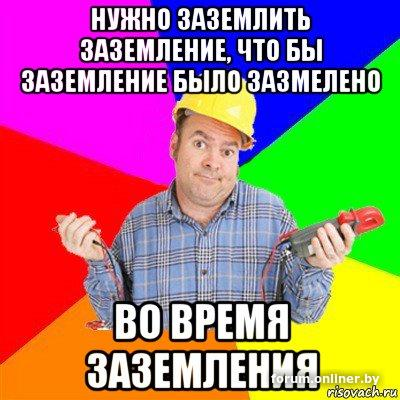 НУЖНО ЗАЗЕМЛИТЬ
ЗАЗЕМЛЕНИЕ, ЧТО БЫ
ЗАЗЕМЛЕНИЕ БЫЛО ЗАЗМЕЛЕНО
ВО ВРЕМЯ
ЗАЗЕМЛЕНИЯ
forum.onliner.by
risovach.ru